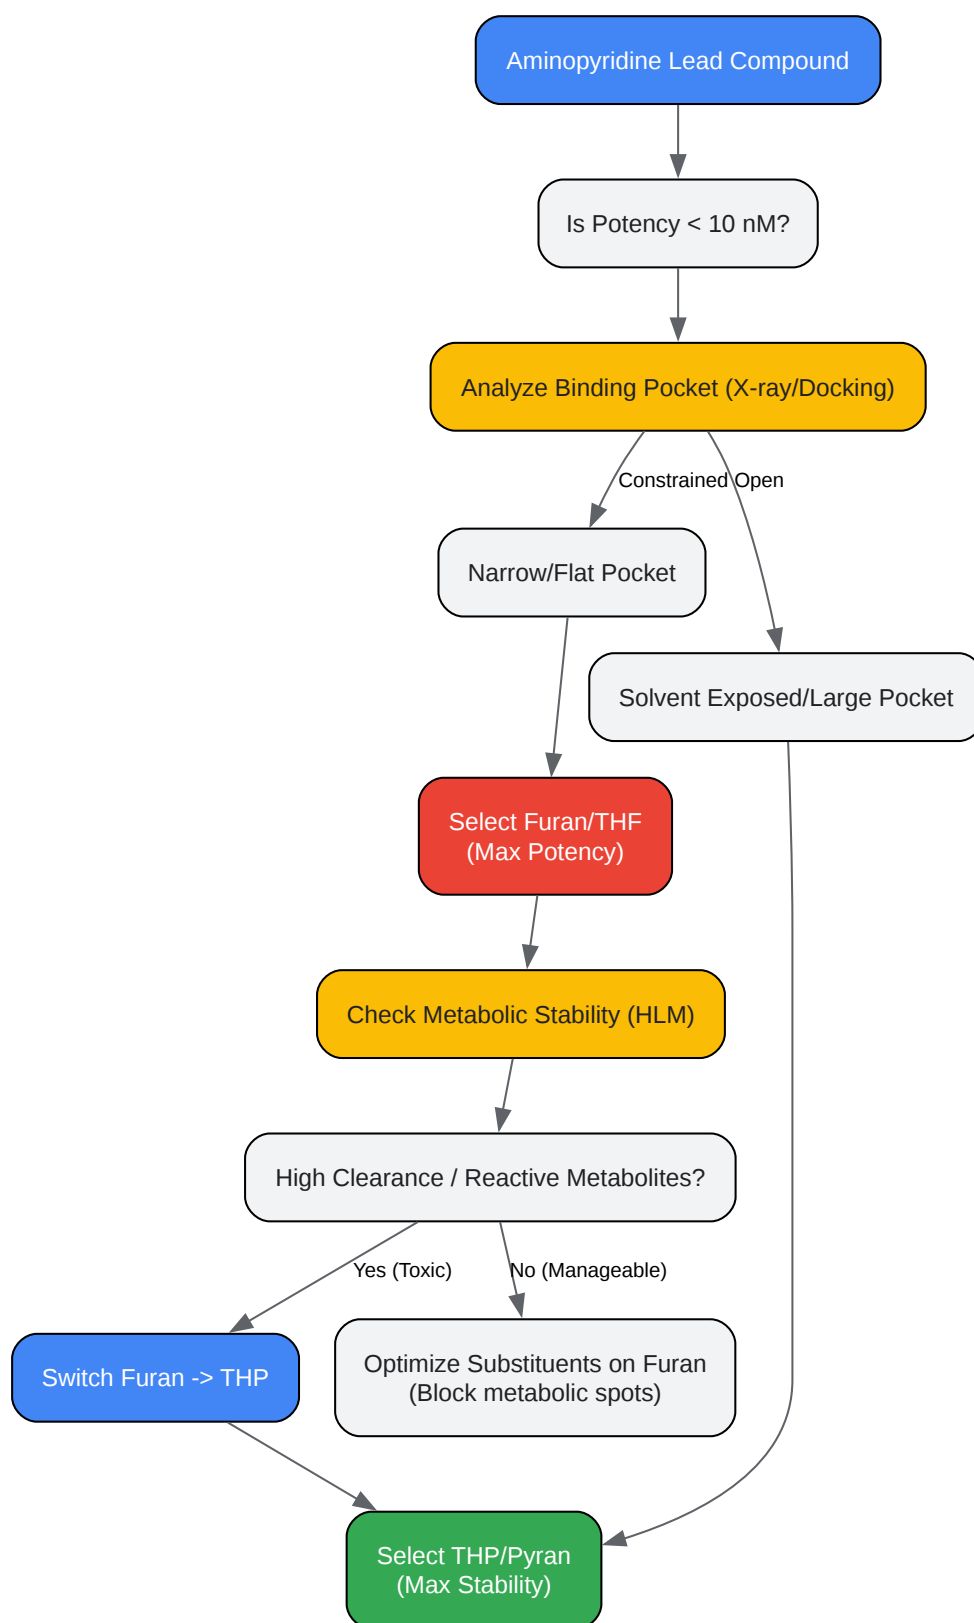 Aminopyridine Lead Compound
Is Potency < 10 nM?
Analyze Binding Pocket (X-ray/Docking)
Constrained
Open
Narrow/Flat Pocket
Solvent Exposed/Large Pocket
Select Furan/THF
(Max Potency)
Check Metabolic Stability (HLM)
High Clearance / Reactive Metabolites?
Yes (Toxic)
No (Manageable)
Switch Furan -> THP
Optimize Substituents on Furan
(Block metabolic spots)
Select THP/Pyran
(Max Stability)